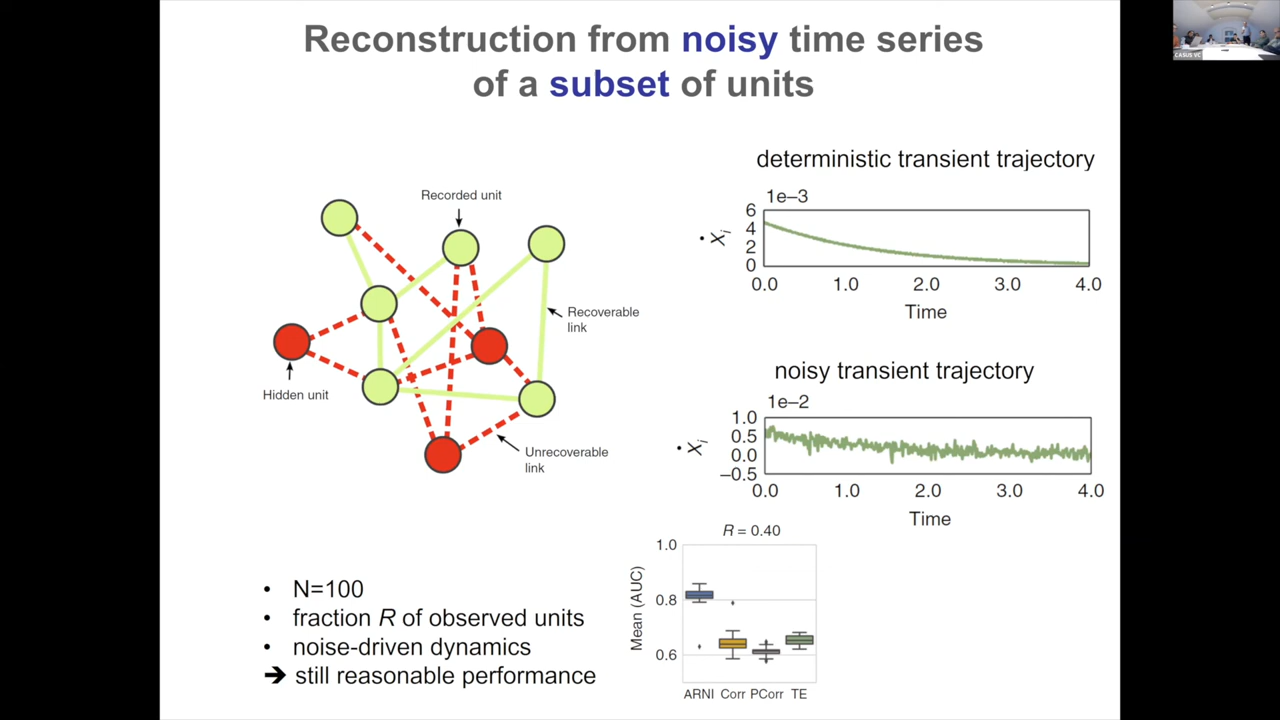 Reconstruction from noisy time series
of a subset of units
CASUS VC
Recorded unit
Recoverable
link
Hidden unit
Unrecoverable
link
deterministic transient trajectory
1e–3
6
4
2
0
ẋi
0.0 1.0 2.0 3.0 4.0
Time
noisy transient trajectory
1e–2
1.0
0.5
0.0
–0.5
ẋi
0.0 1.0 2.0 3.0 4.0
Time
• N=100
• fraction R of observed units
• noise-driven dynamics
➔ still reasonable performance
R = 0.40
1.0
0.8
0.6
Mean (AUC)
ARNI Corr PCorr TE